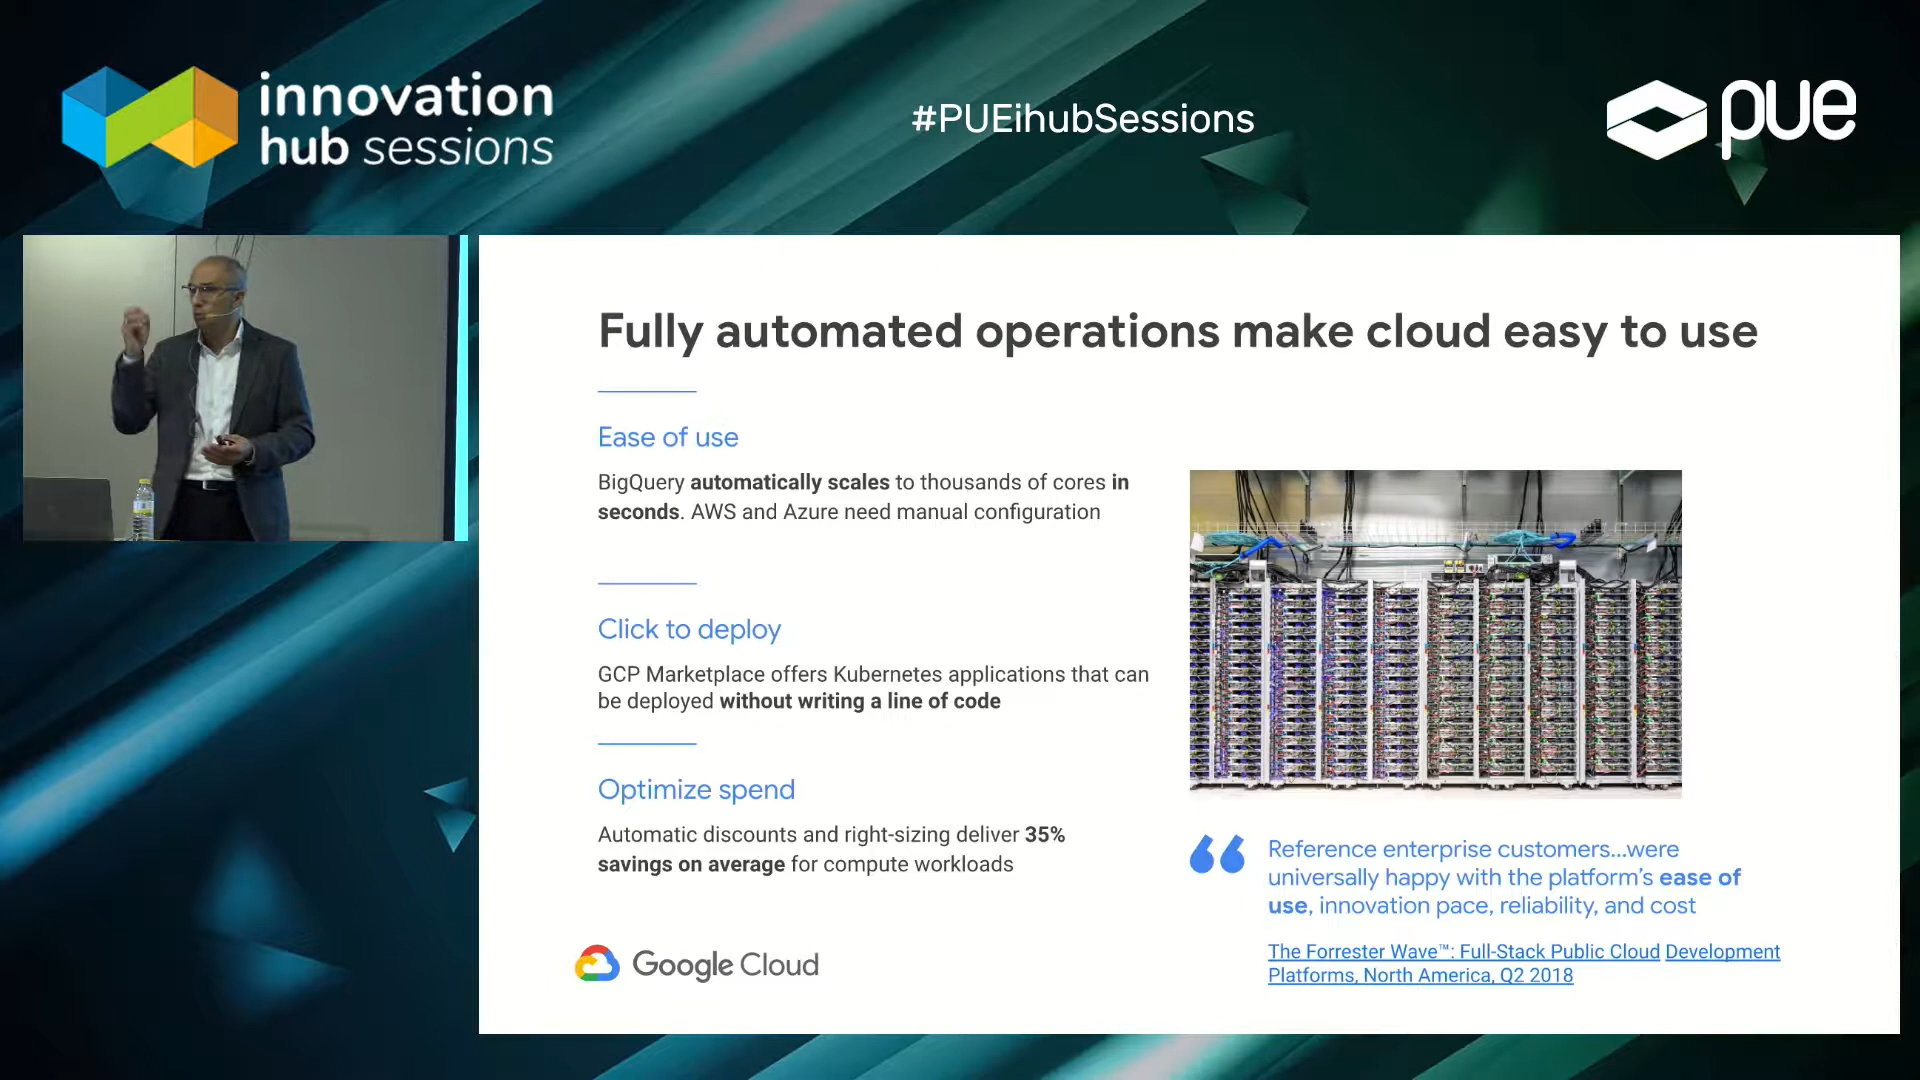 innovation
hub sessions
#PUEihubSessions
pue
Fully automated operations make cloud easy to use
Ease of use
BigQuery automatically scales to thousands of cores in
seconds. AWS and Azure need manual configuration
Click to deploy
GCP Marketplace offers Kubernetes applications that can
be deployed without writing a line of code
Optimize spend
Automatic discounts and right-sizing deliver 35%
savings on average for compute workloads
Google Cloud
“
Reference enterprise customers...were
universally happy with the platform’s ease of
use, innovation pace, reliability, and cost
The Forrester Wave™: Full-Stack Public Cloud Development
Platforms, North America, Q2 2018